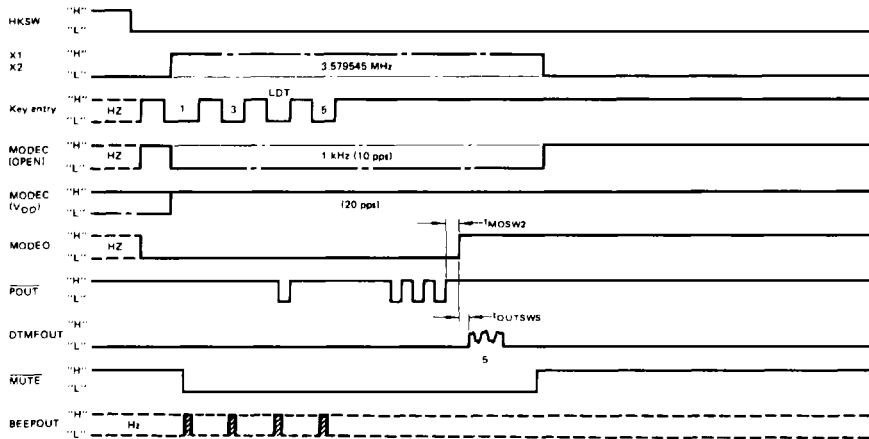 HKSW "H"
"L"
X1 "H"
X2 "L" 3.579545 MHz
LDT
Key entry "H" HZ 1 3 5
"L"
MODEC "H" HZ 1 kHz (10 pps)
(OPEN) "L"
MODEC "H"
(VDD) "L" (20 pps)
tMOSW2
MODEO "H" HZ
"L"
POUT "H"
"L"
tOUTSWS
DTMFOUT "H"
"L" 5
MUTE "H"
"L"
BEEPOUT "H" Hz
"L"